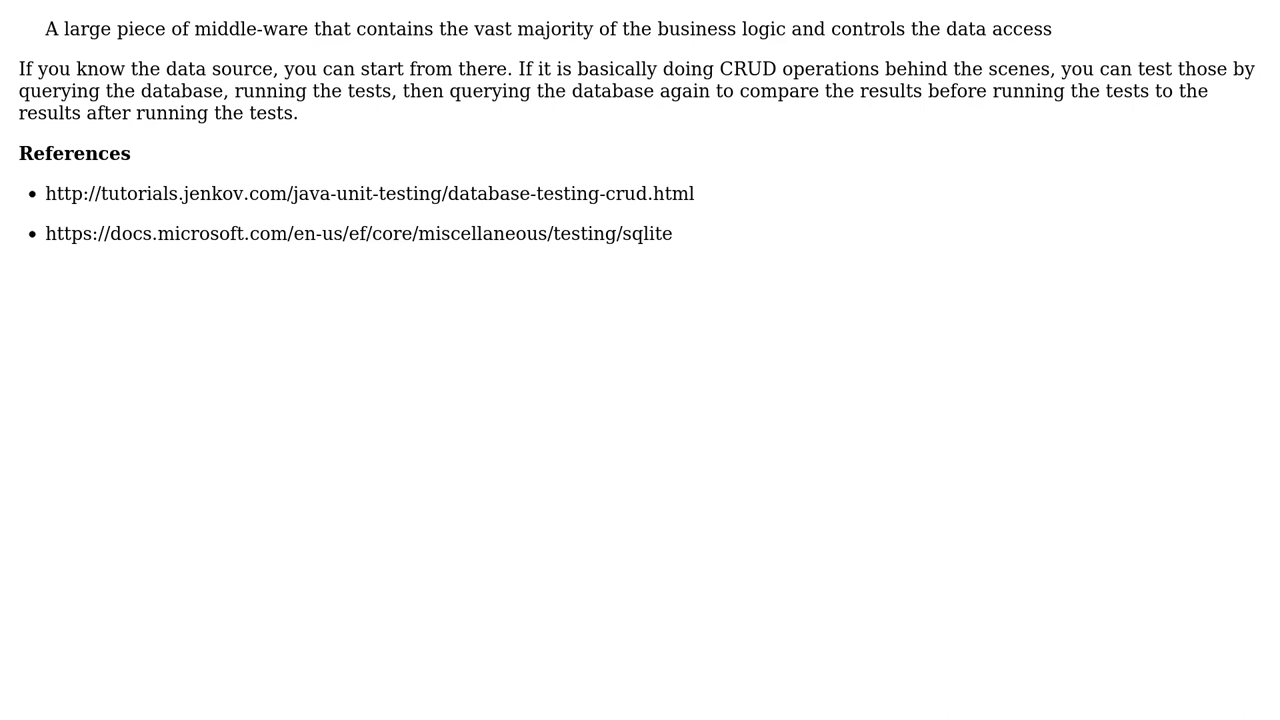 A large piece of middle-ware that contains the vast majority of the business logic and controls the data access
If you know the data source, you can start from there. If it is basically doing CRUD operations behind the scenes, you can test those by
querying the database, running the tests, then querying the database again to compare the results before running the tests to the
results after running the tests.
References
• http://tutorials.jenkov.com/java-unit-testing/database-testing-crud.html
• https://docs.microsoft.com/en-us/ef/core/miscellaneous/testing/sqlite